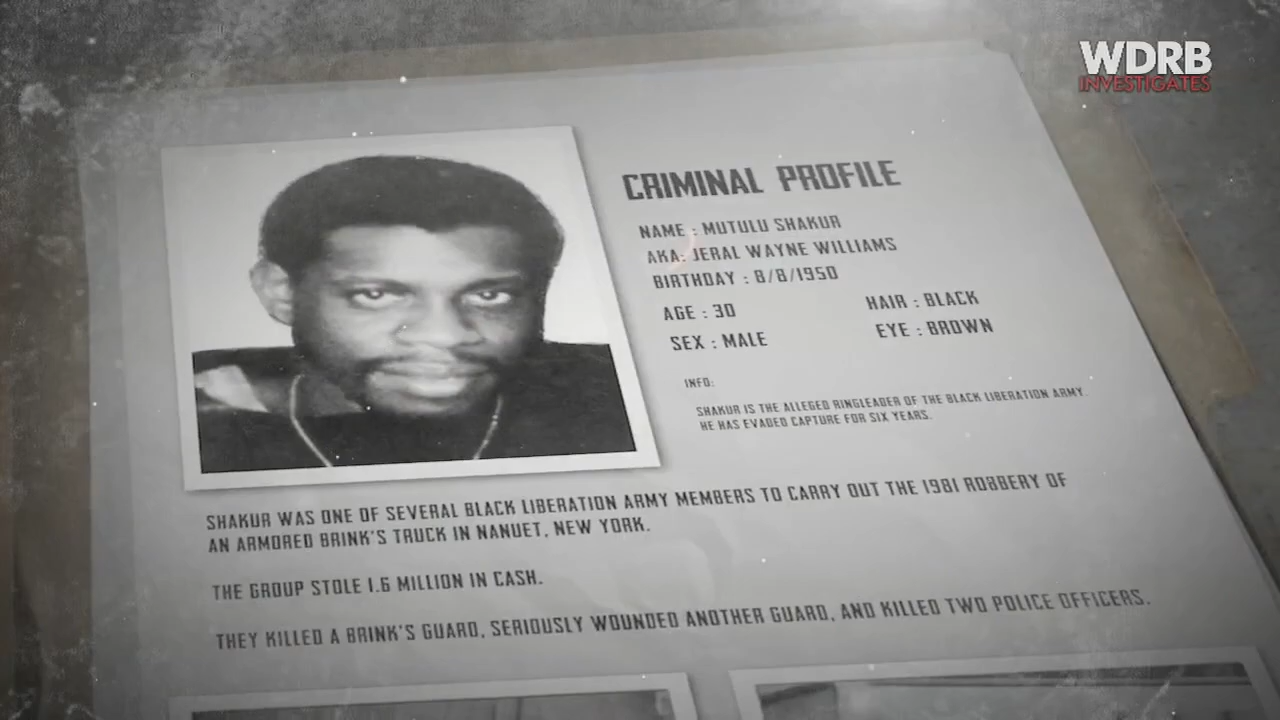 WDRB
INVESTIGATES
CRIMINAL PROFILE
NAME : MUTULU SHAKUR
AKA: JERAL WAYNE WILLIAMS
BIRTHDAY : 8/8/1950
AGE : 30
HAIR : BLACK
SEX : MALE
EYE : BROWN
INFO:
SHAKUR IS THE ALLEGED RINGLEADER OF THE BLACK LIBERATION ARMY.
HE HAS EVADED CAPTURE FOR SIX YEARS.
SHAKUR WAS ONE OF SEVERAL BLACK LIBERATION ARMY MEMBERS TO CARRY OUT THE 1981 ROBBERY OF
AN ARMORED BRINK'S TRUCK IN NANUET, NEW YORK.
THE GROUP STOLE 1.6 MILLION IN CASH.
THEY KILLED A BRINK'S GUARD, SERIOUSLY WOUNDED ANOTHER GUARD, AND KILLED TWO POLICE OFFICERS.